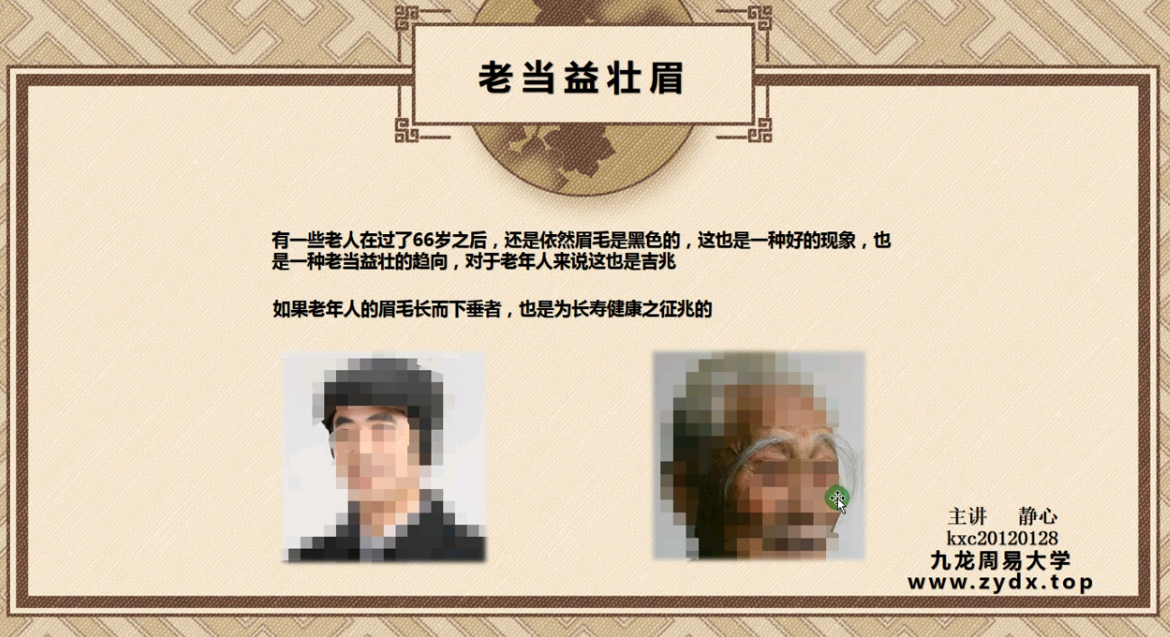 老当益壮眉
有一些老人在过了66岁之后，还是依然眉毛是黑色的，这也是一种好的现象，也
是一种老当益壮的趋向，对于老年人来说这也是吉兆
如果老年人的眉毛长而下垂者，也是为长寿健康之征兆的
主讲 静心
kxc20120128
九龙周易大学
www.zydx.top